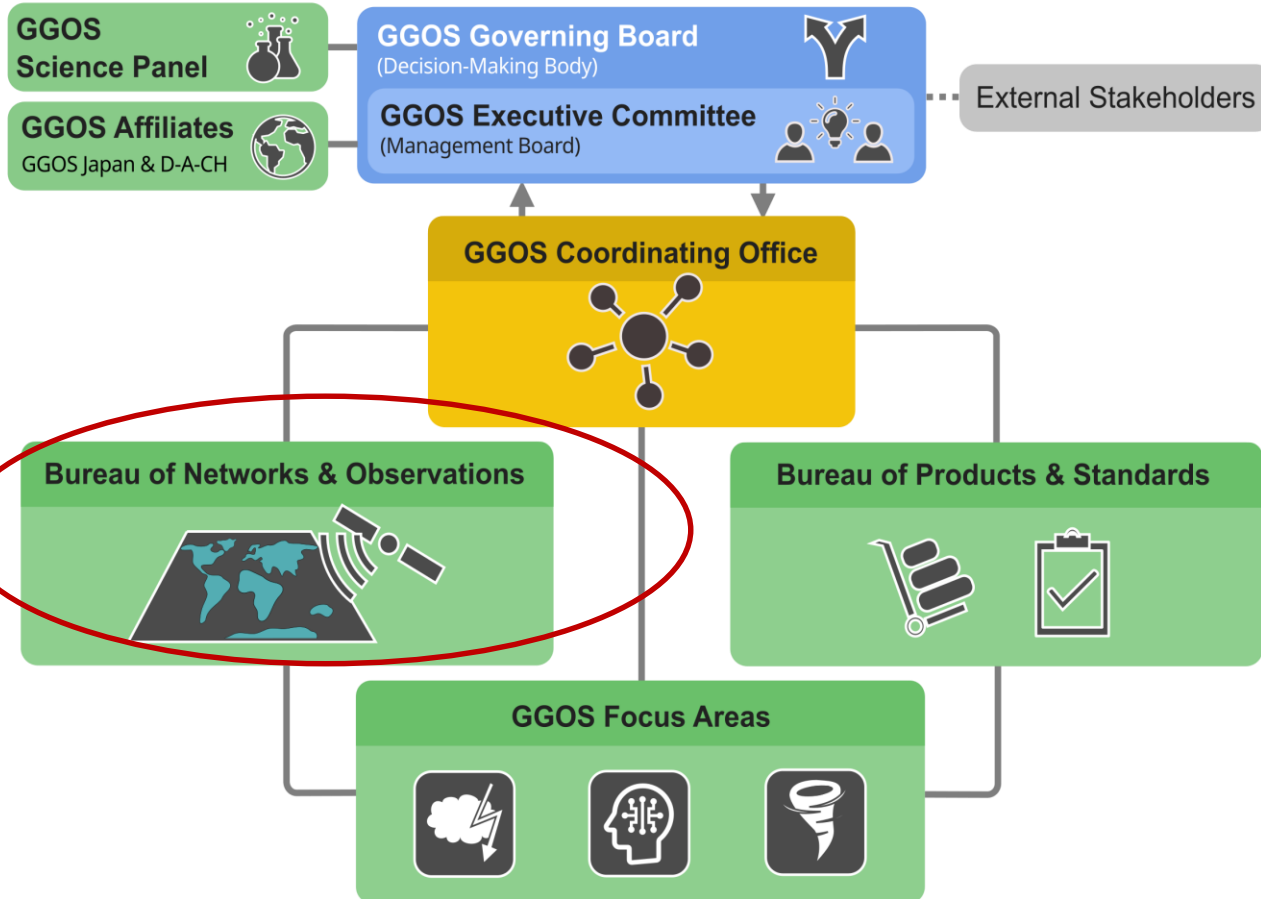 GGOS
Science Panel
GGOS Affiliates
GGOS Japan & D-A-CH
GGOS Governing Board
(Decision-Making Body)
GGOS Executive Committee
(Management Board)
External Stakeholders
GGOS Coordinating Office
Bureau of Networks & Observations
Bureau of Products & Standards
GGOS Focus Areas